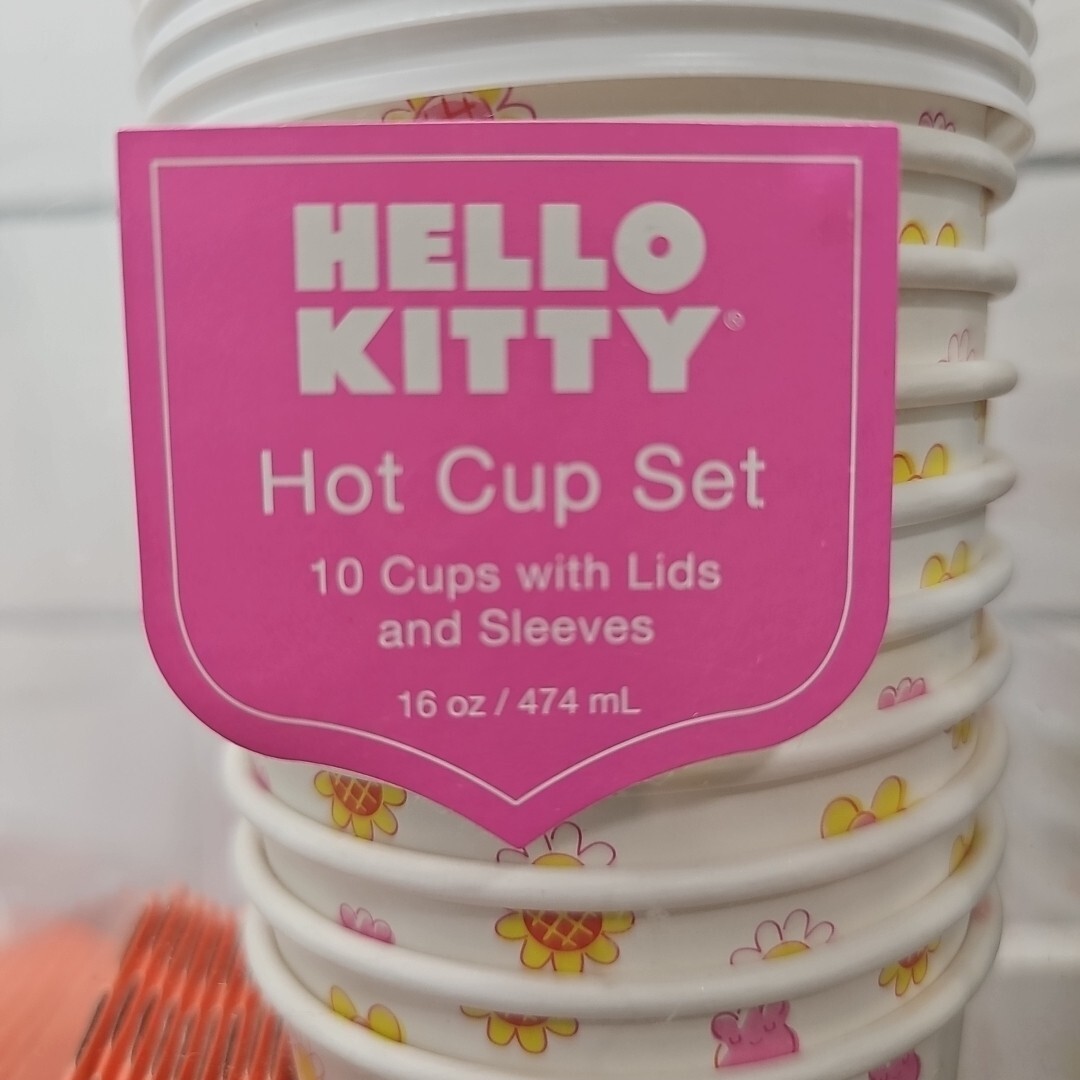 HELLO
KITTY®
Hot Cup Set
10 Cups with Lids
and Sleeves
16 oz / 474 mL